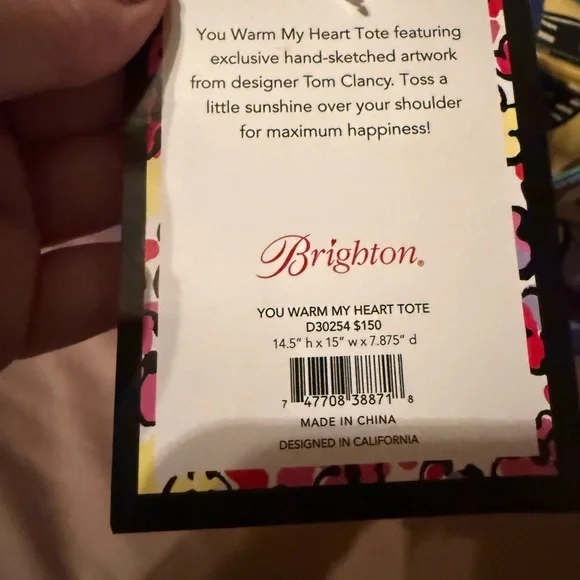 You Warm My Heart Tote featuring
exclusive hand-sketched artwork
from designer Tom Clancy. Toss a
little sunshine over your shoulder
for maximum happiness!
Brighton®
YOU WARM MY HEART TOTE
D30254 $150
14.5" h x 15" w x 7.875" d
7 47708 38871 8
MADE IN CHINA
DESIGNED IN CALIFORNIA